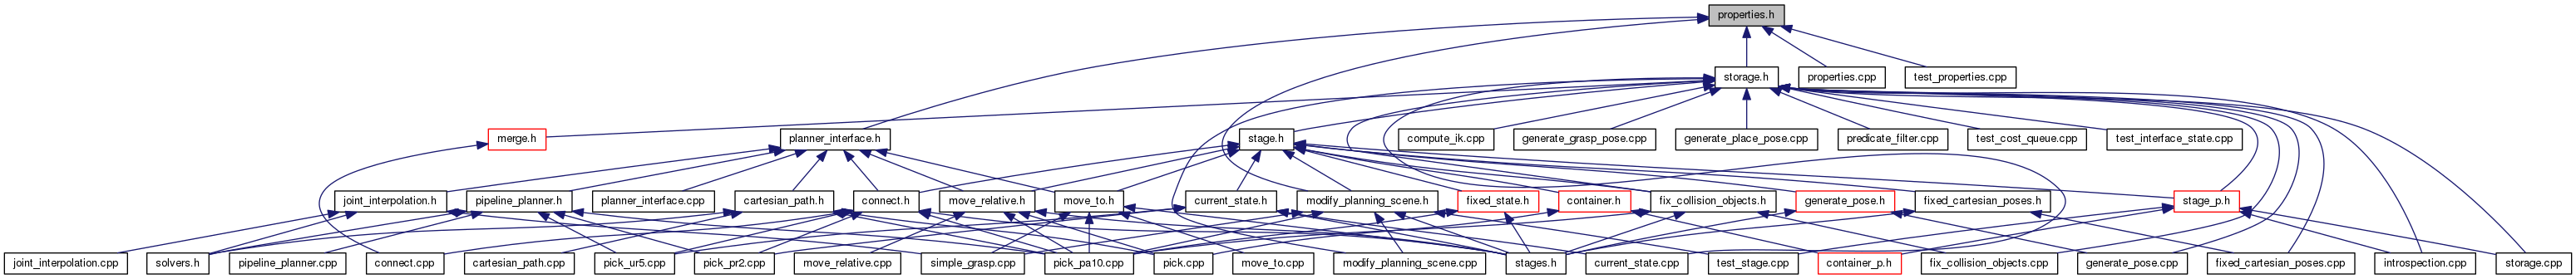 properties.h
storage.h
properties.cpp
test_properties.cpp
merge.h
planner_interface.h
stage.h
compute_ik.cpp
generate_grasp_pose.cpp
generate_place_pose.cpp
predicate_filter.cpp
test_cost_queue.cpp
test_interface_state.cpp
joint_interpolation.h
pipeline_planner.h
planner_interface.cpp
cartesian_path.h
connect.h
move_relative.h
move_to.h
current_state.h
modify_planning_scene.h
fixed_state.h
container.h
fix_collision_objects.h
generate_pose.h
fixed_cartesian_poses.h
stage_p.h
joint_interpolation.cpp
solvers.h
pipeline_planner.cpp
connect.cpp
cartesian_path.cpp
pick_ur5.cpp
pick_pr2.cpp
move_relative.cpp
simple_grasp.cpp
pick_pa10.cpp
pick.cpp
move_to.cpp
modify_planning_scene.cpp
stages.h
current_state.cpp
test_stage.cpp
container_p.h
fix_collision_objects.cpp
generate_pose.cpp
fixed_cartesian_poses.cpp
introspection.cpp
storage.cpp